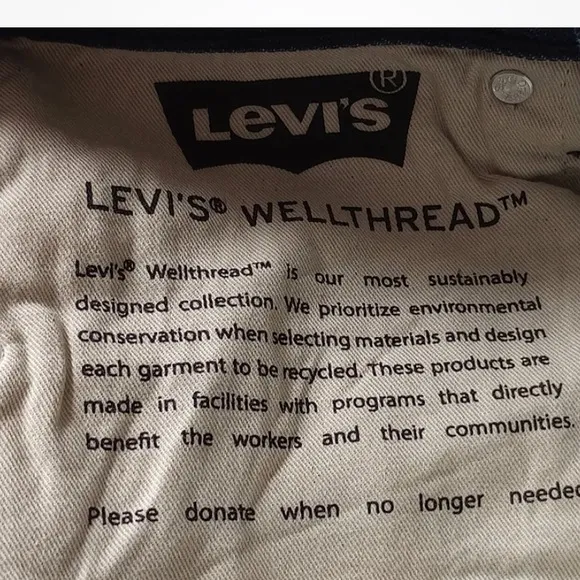 LEVI'S®
LEVI'S® WELLTHREAD™
Levi's® Wellthread™ is our most sustainably
designed collection. We prioritize environmental
conservation when selecting materials and design
each garment to be recycled. These products are
made in facilities with programs that directly
benefit the workers and their communities.
Please donate when no longer needed